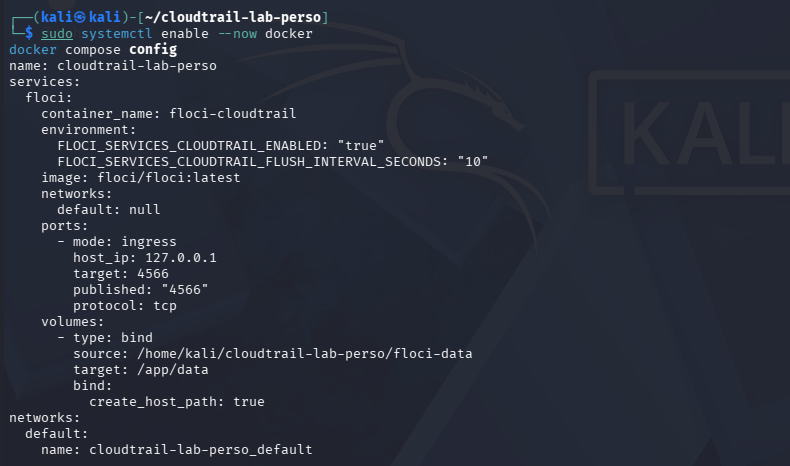 ┌──(kali㉿kali)-[~/cloudtrail-lab-perso]
└─$ sudo systemctl enable --now docker
docker compose config
name: cloudtrail-lab-perso
services:
  floci:
    container_name: floci-cloudtrail
    environment:
      FLOCI_SERVICES_CLOUDTRAIL_ENABLED: "true"
      FLOCI_SERVICES_CLOUDTRAIL_FLUSH_INTERVAL_SECONDS: "10"
    image: floci/floci:latest
    networks:
      default: null
    ports:
      - mode: ingress
        host_ip: 127.0.0.1
        target: 4566
        published: "4566"
        protocol: tcp
    volumes:
      - type: bind
        source: /home/kali/cloudtrail-lab-perso/floci-data
        target: /app/data
        bind:
          create_host_path: true
networks:
  default:
    name: cloudtrail-lab-perso_default
KALI